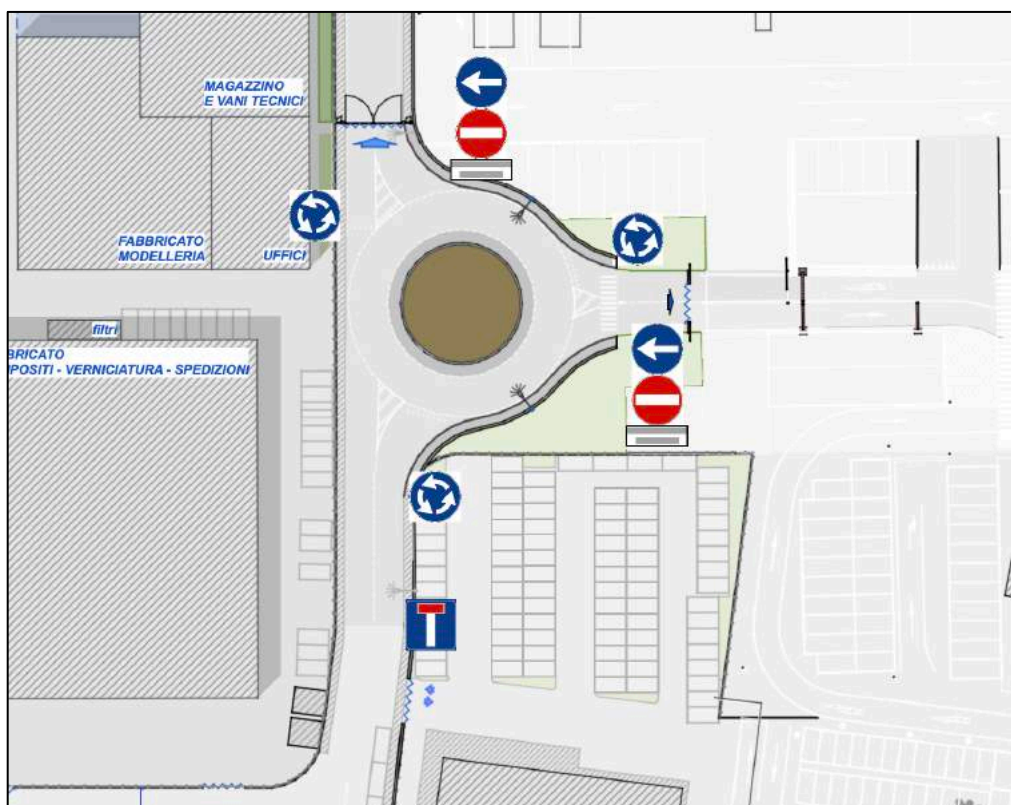 MAGAZZINO
E VANI TECNICI
FABBRICATO
MODELLERIA
UFFICI
filtri
BRICATO
POSITI - VERNICIATURA - SPEDIZIONI